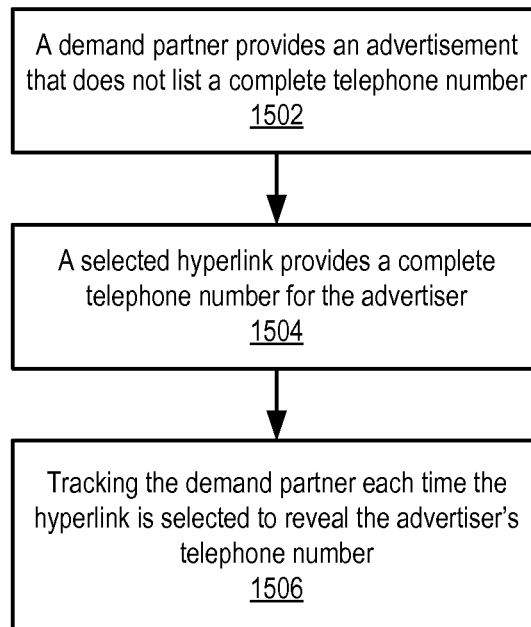 A demand partner provides an advertisement
that does not list a complete telephone number
1502
A selected hyperlink provides a complete
telephone number for the advertiser
1504
Tracking the demand partner each time the
hyperlink is selected to reveal the advertiser’s
telephone number
1506